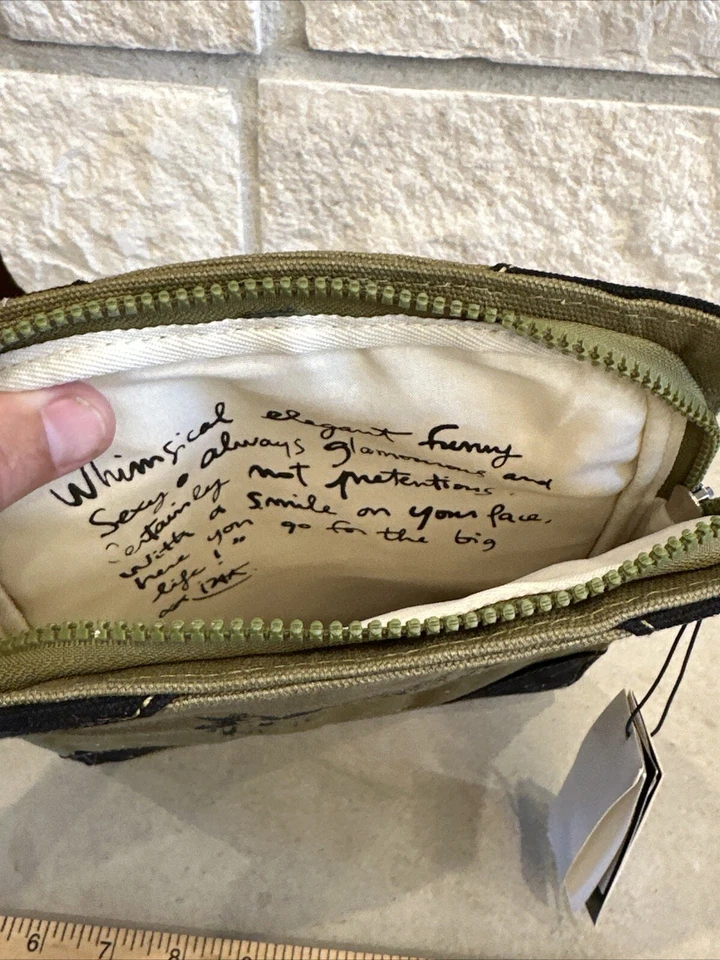 Whimsical elegant funny
Sexy always glamorous and
certainly not pretentious.
With a smile on your face,
here you go for the big
life!
6 7 8 9